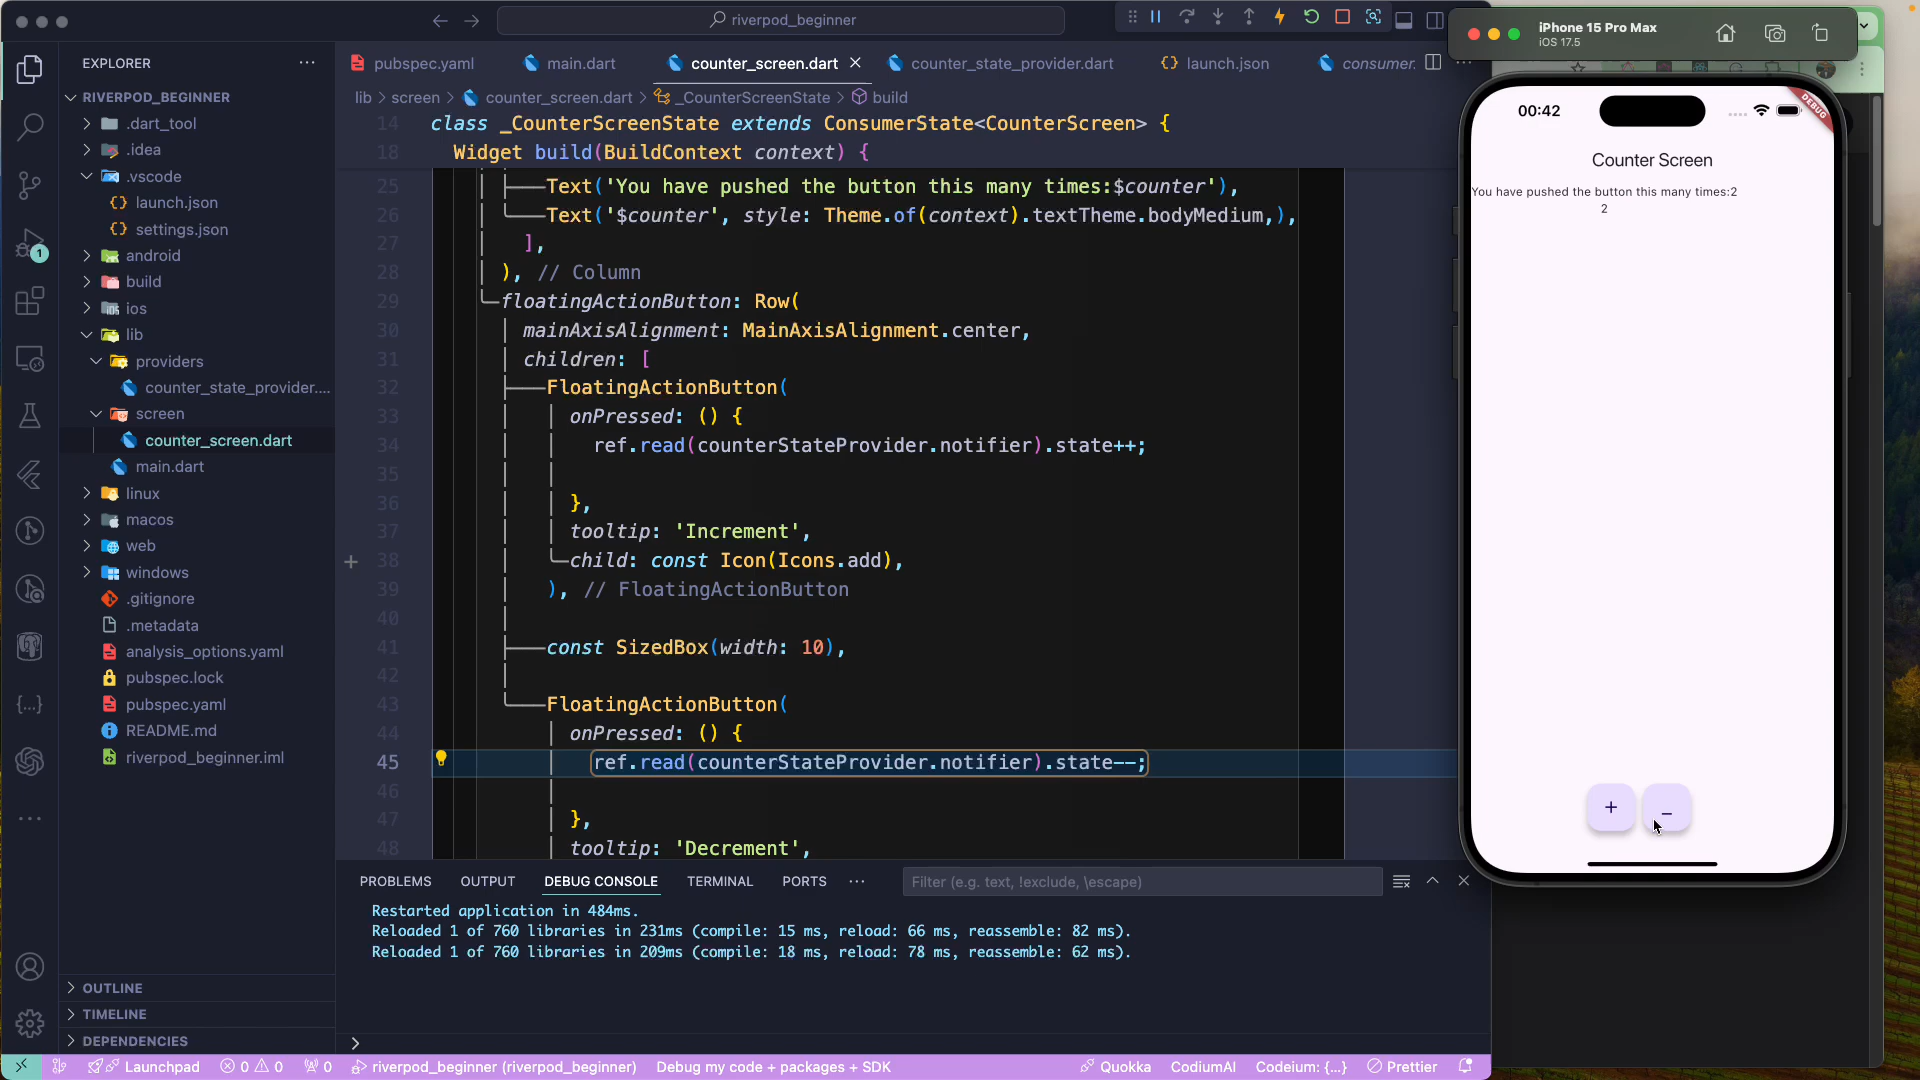 riverpod_beginner
iPhone 15 Pro Max
iOS 17.5
EXPLORER
pubspec.yaml
main.dart
counter_screen.dart
counter_state_provider.dart
launch.json
consumer.
RIVERPOD_BEGINNER
.dart_tool
.idea
.vscode
launch.json
settings.json
android
build
ios
lib
providers
counter_state_provider....
screen
counter_screen.dart
main.dart
linux
macos
web
windows
.gitignore
.metadata
analysis_options.yaml
pubspec.lock
pubspec.yaml
README.md
riverpod_beginner.iml
OUTLINE
TIMELINE
DEPENDENCIES
1
lib > screen > counter_screen.dart > _CounterScreenState > build
14 class _CounterScreenState extends ConsumerState<CounterScreen> {
18 Widget build(BuildContext context) {
25 Text('You have pushed the button this many times:$counter'),
26 Text('$counter', style: Theme.of(context).textTheme.bodyMedium,),
27 ],
28 ), // Column
29 floatingActionButton: Row(
30 mainAxisAlignment: MainAxisAlignment.center,
31 children: [
32 FloatingActionButton(
33 onPressed: () {
34 ref.read(counterStateProvider.notifier).state++;
35
36 },
37 tooltip: 'Increment',
38 child: const Icon(Icons.add),
39 ), // FloatingActionButton
40
41 const SizedBox(width: 10),
42
43 FloatingActionButton(
44 onPressed: () {
45 ref.read(counterStateProvider.notifier).state--;
46
47 },
48 tooltip: 'Decrement',
PROBLEMS OUTPUT DEBUG CONSOLE TERMINAL PORTS
Filter (e.g. text, !exclude, \escape)
Restarted application in 484ms.
Reloaded 1 of 760 libraries in 231ms (compile: 15 ms, reload: 66 ms, reassemble: 82 ms).
Reloaded 1 of 760 libraries in 209ms (compile: 18 ms, reload: 78 ms, reassemble: 62 ms).
Launchpad 0 0 0 riverpod_beginner (riverpod_beginner) Debug my code + packages + SDK Quokka CodiumAI Codeium: {...} Prettier
00:42
DEBUG
Counter Screen
You have pushed the button this many times:2
2
+ −